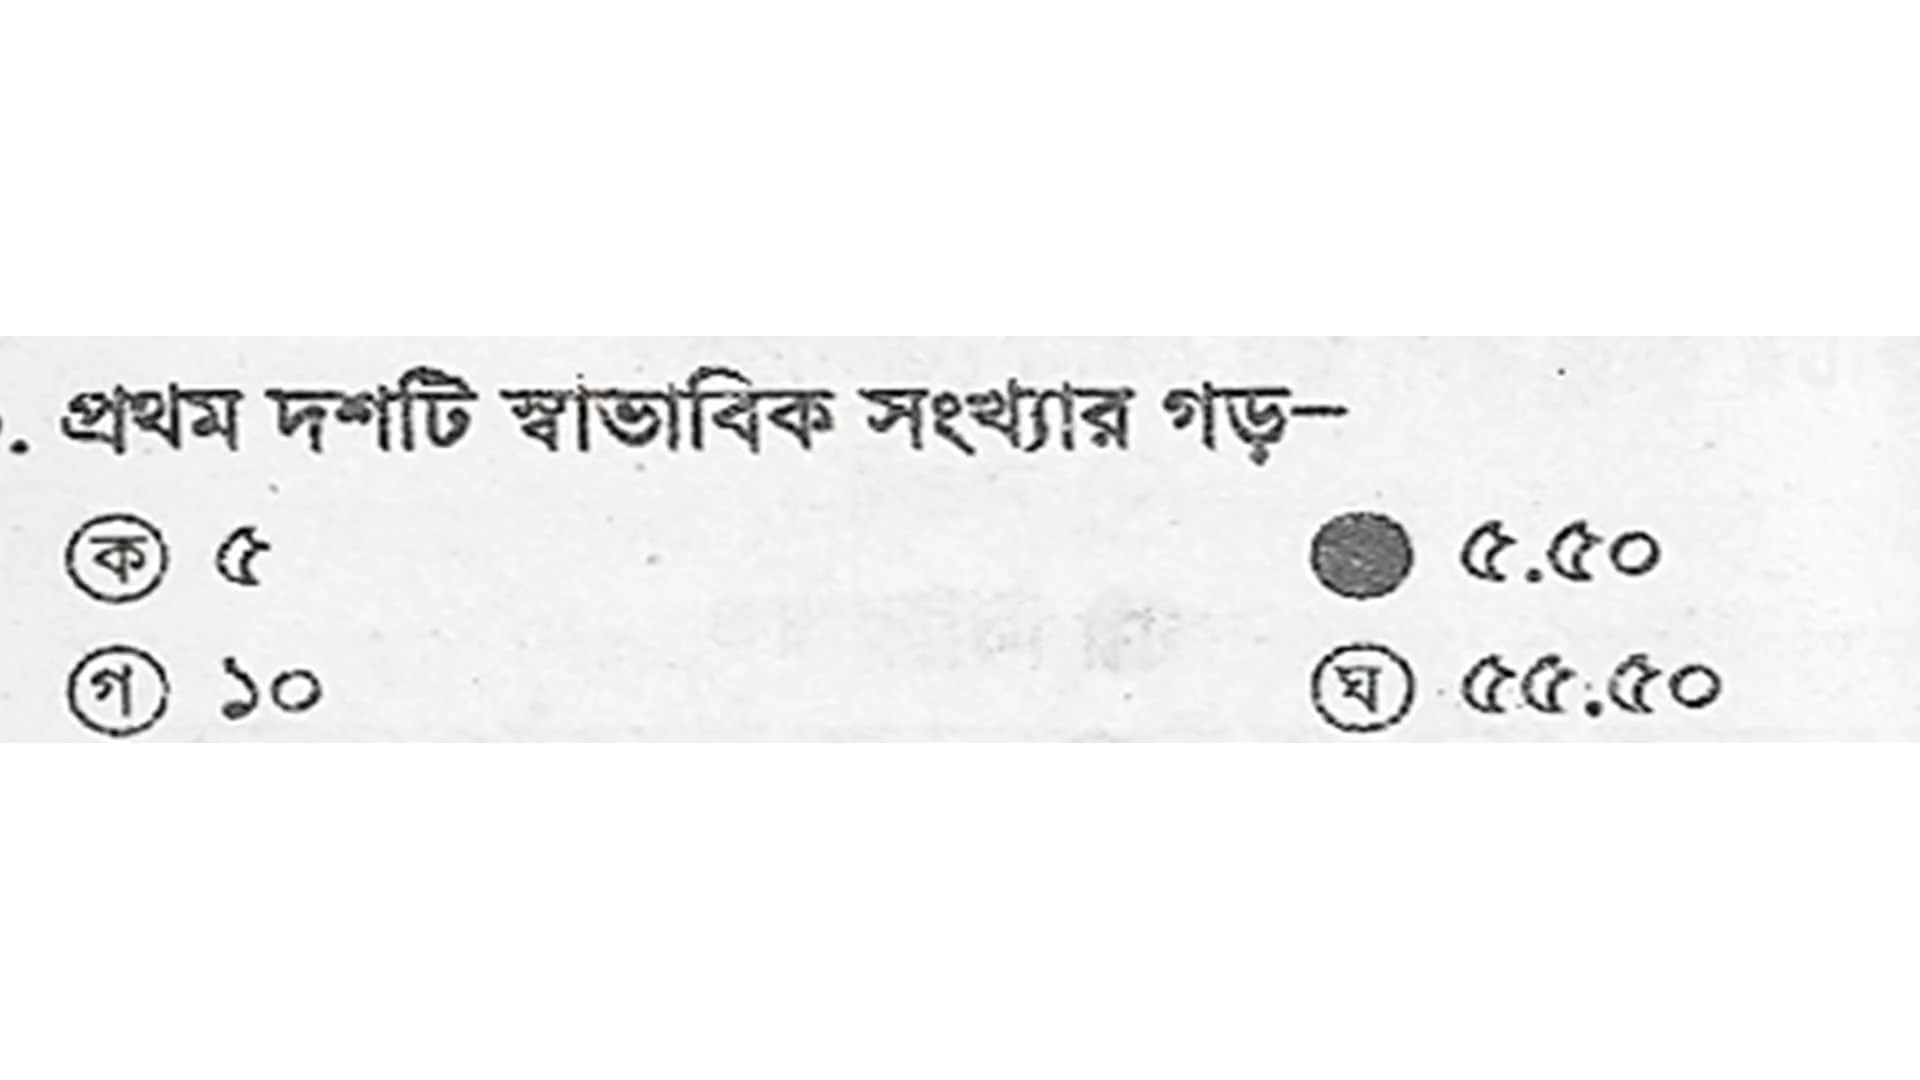 . প্রথম দশটি স্বাভাবিক সংখ্যার গড়–
ক ৫ ৫.৫০
গ ১০ ঘ ৫৫.৫০